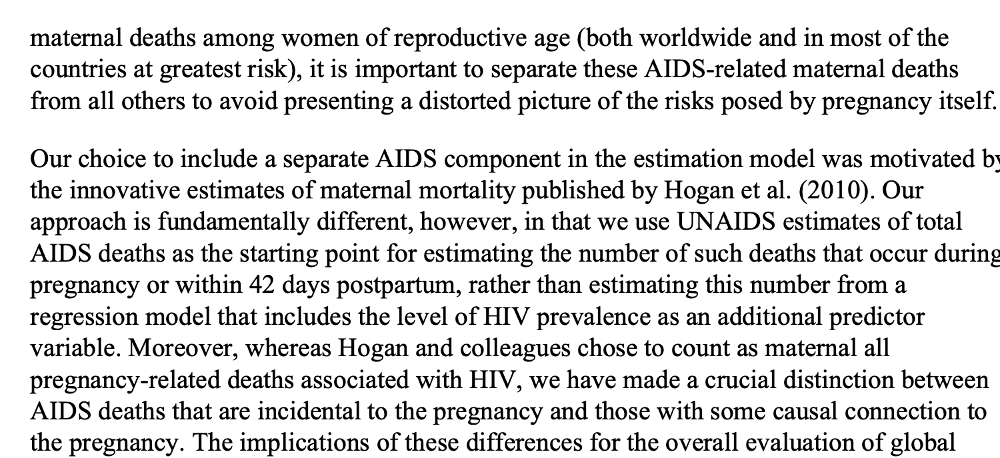 maternal deaths among women of reproductive age (both worldwide and in most of the
countries at greatest risk), it is important to separate these AIDS-related maternal deaths
from all others to avoid presenting a distorted picture of the risks posed by pregnancy itself.
Our choice to include a separate AIDS component in the estimation model was motivated by
the innovative estimates of maternal mortality published by Hogan et al. (2010). Our
approach is fundamentally different, however, in that we use UNAIDS estimates of total
AIDS deaths as the starting point for estimating the number of such deaths that occur during
pregnancy or within 42 days postpartum, rather than estimating this number from a
regression model that includes the level of HIV prevalence as an additional predictor
variable. Moreover, whereas Hogan and colleagues chose to count as maternal all
pregnancy-related deaths associated with HIV, we have made a crucial distinction between
AIDS deaths that are incidental to the pregnancy and those with some causal connection to
the pregnancy. The implications of these differences for the overall evaluation of global